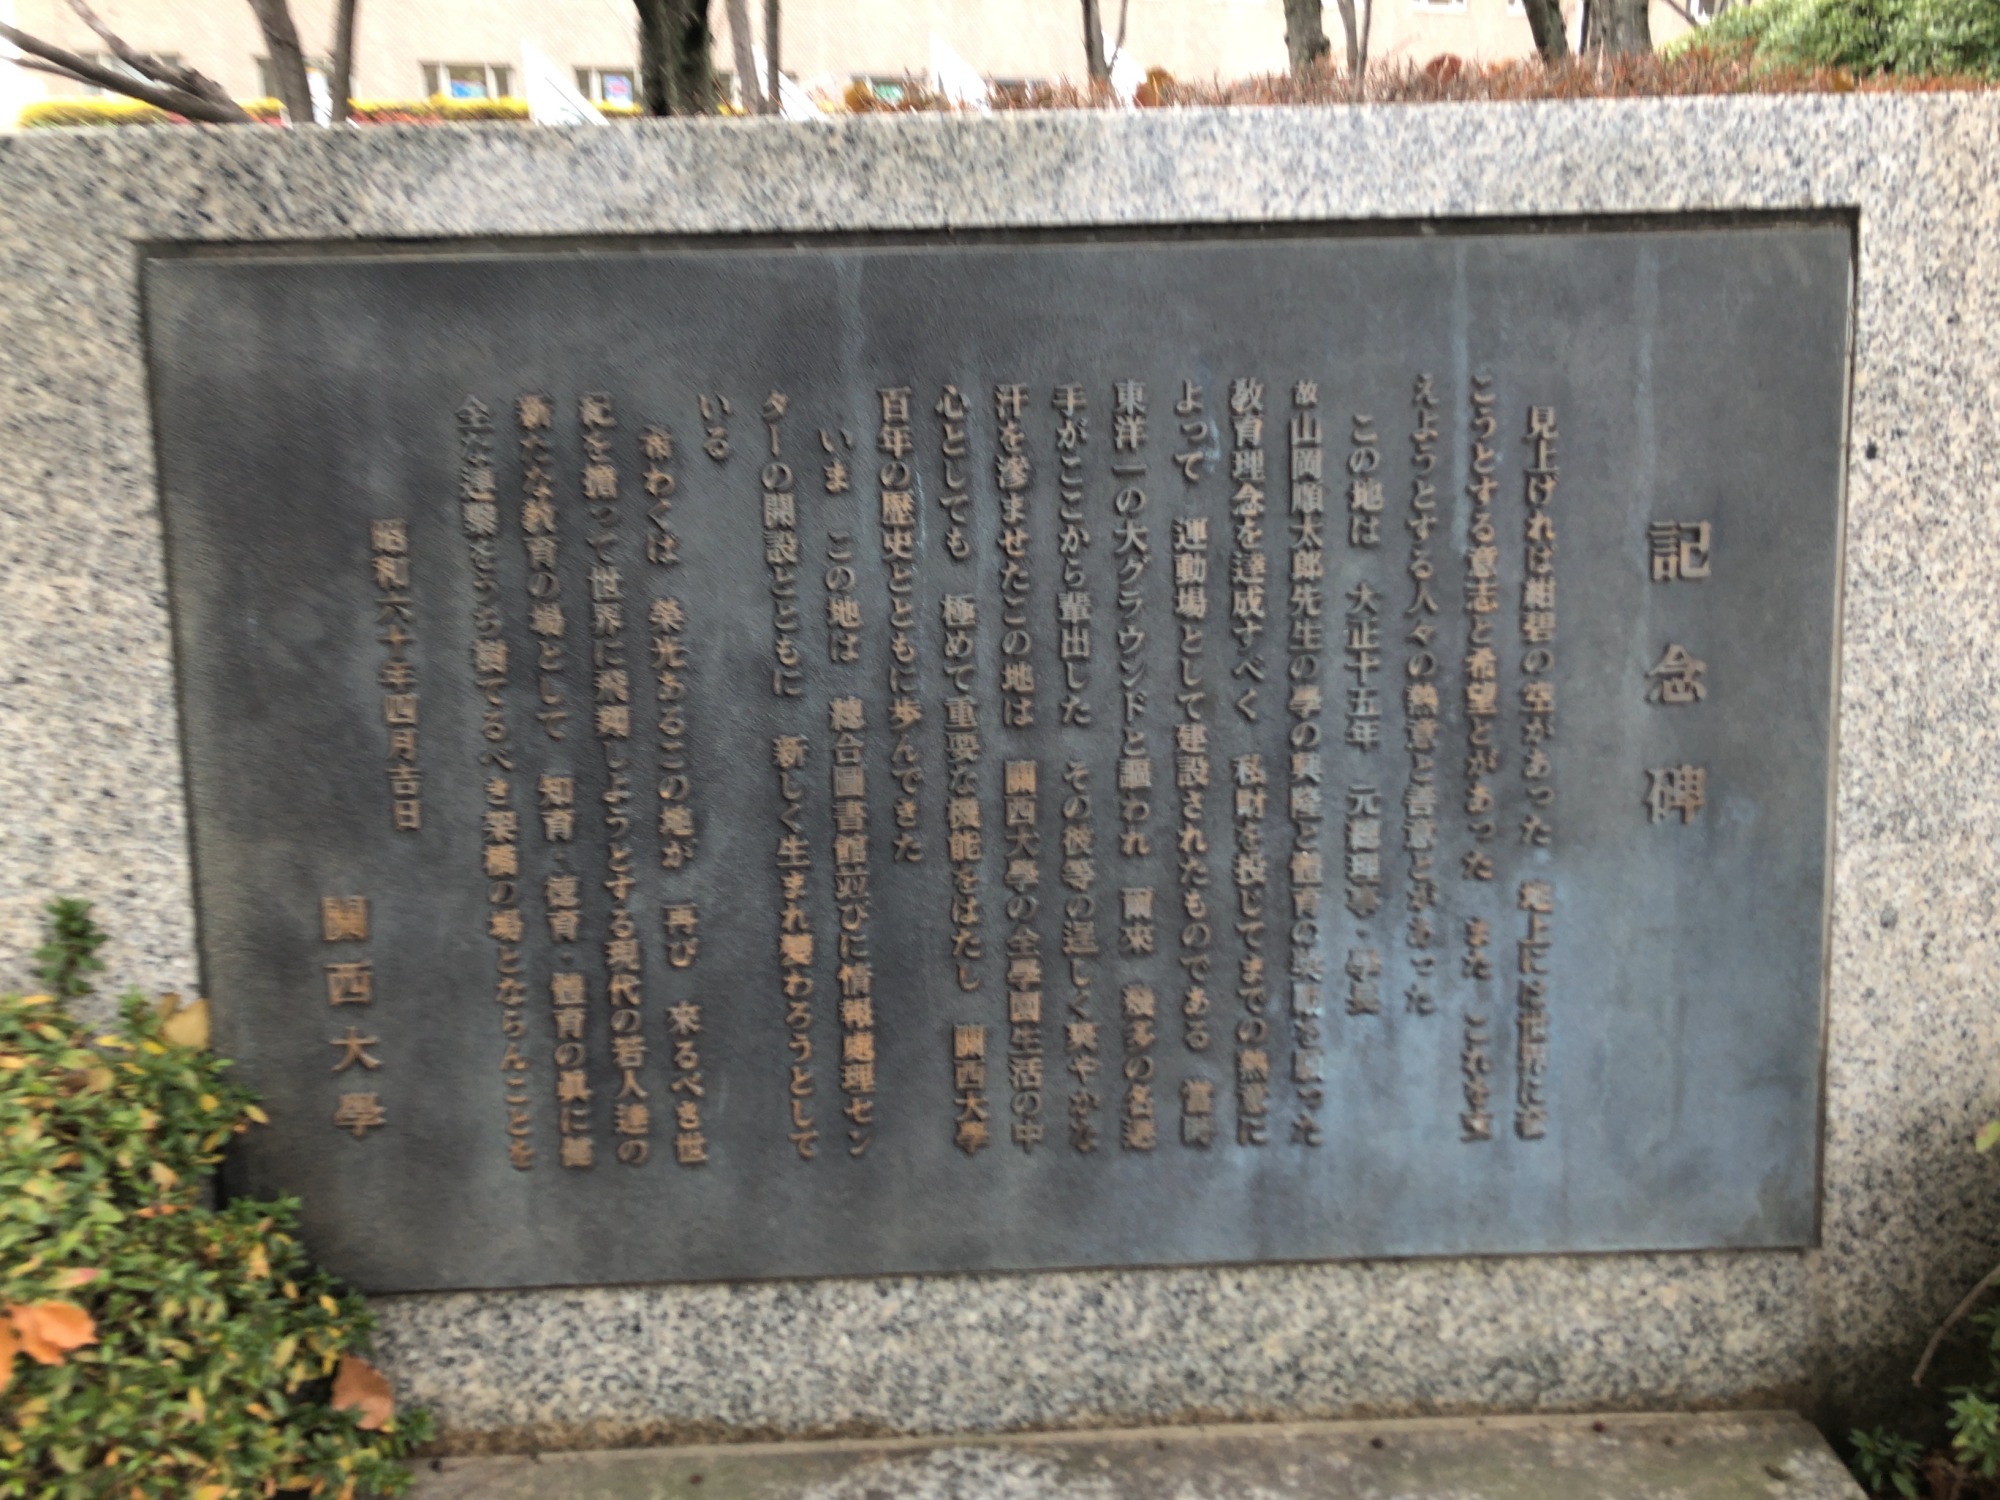 記念碑
見上げれば紺碧の空があった 地上には世界に
こうとする意志と希望とがあった また これを
えようとする人々の熱意と善意とがあった
この地は 大正十五年 元總理事・學長
故山岡順太郎先生の學の興隆と體育の奬勵を
教育理念を達成すべく 私財を投じてまでの熱意に
よって 運動場として建設されたものである 當時
東洋一の大グラウンドと謳われ 爾來 幾多の名選
手がここから輩出した その彼等の逞しく爽やかな
汗を滲ませたこの地は 關西大學の全學園生活の中
心としても 極めて重要な機能をはたし 關西大學
百年の歴史とともに歩んできた
いま この地は 總合圖書館並びに情報處理セン
ターの開設とともに 新しく生まれ變わろうとして
いる
希わくは 榮光あるこの地が 再び 來るべき世
紀を擔って世界に飛翔しようとする現代の若人達の
新たな教育の場として 知育・德育・體育の眞に健
全な連繫をうち樹てるべき架橋の場とならんことを
昭和六十年四月吉日
關西大學